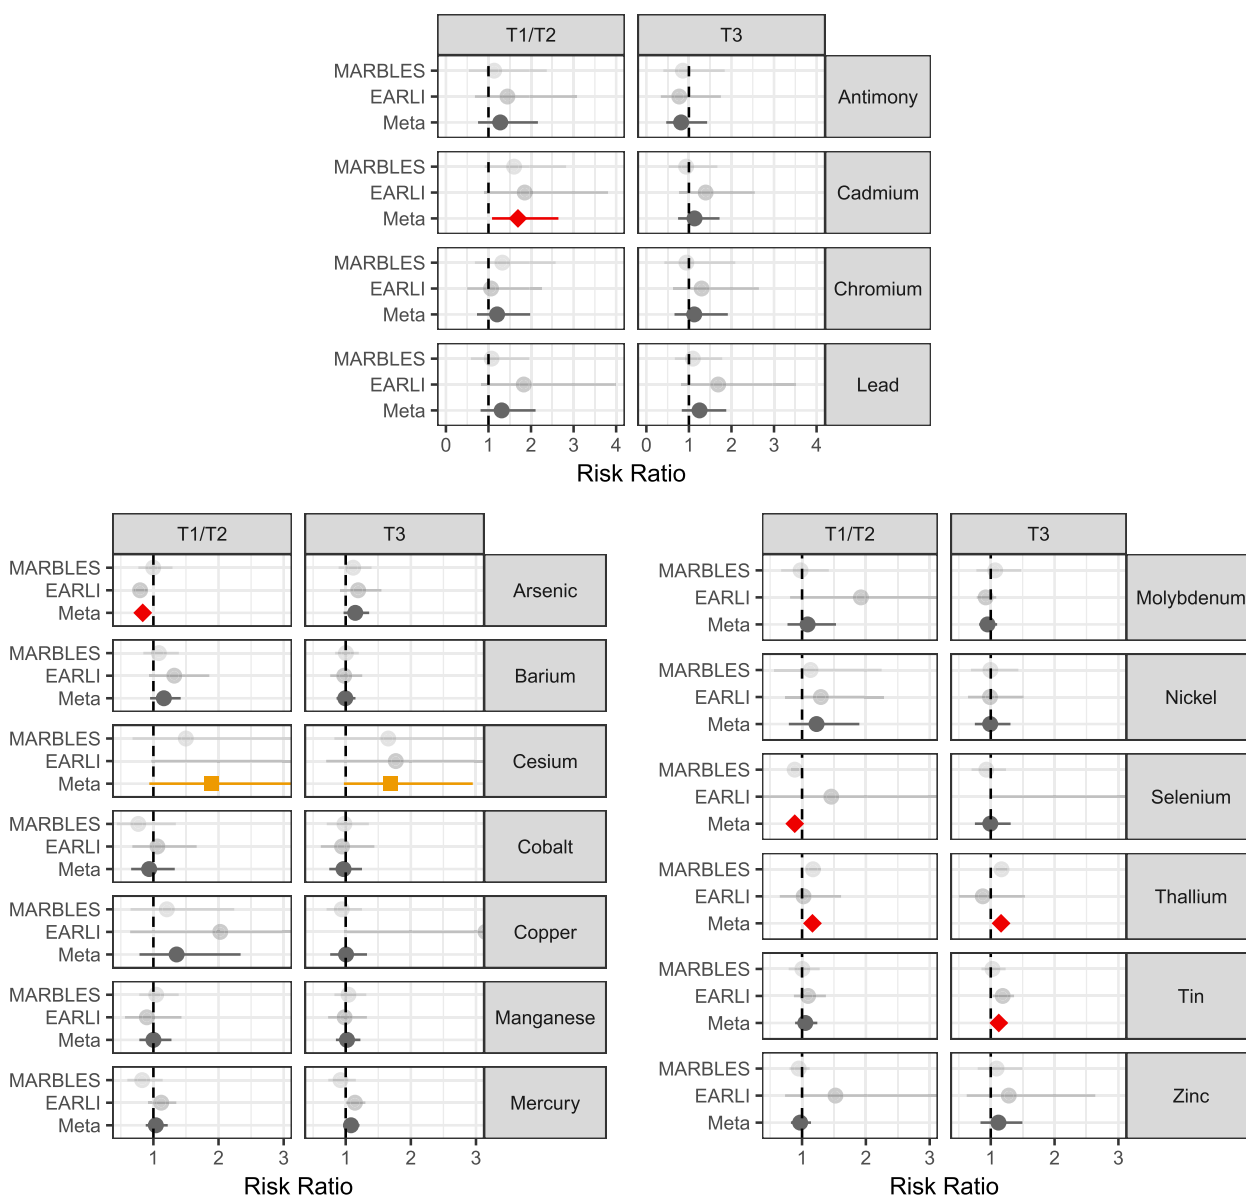 T1/T2 T3
MARBLES
EARLI
Meta
Antimony
MARBLES
EARLI
Meta
Cadmium
MARBLES
EARLI
Meta
Chromium
MARBLES
EARLI
Meta
Lead
0 1 2 3 4 0 1 2 3 4
Risk Ratio
T1/T2 T3
MARBLES
EARLI
Meta
Arsenic
MARBLES
EARLI
Meta
Barium
MARBLES
EARLI
Meta
Cesium
MARBLES
EARLI
Meta
Cobalt
MARBLES
EARLI
Meta
Copper
MARBLES
EARLI
Meta
Manganese
MARBLES
EARLI
Meta
Mercury
1 2 3 1 2 3
Risk Ratio
T1/T2 T3
MARBLES
EARLI
Meta
Molybdenum
MARBLES
EARLI
Meta
Nickel
MARBLES
EARLI
Meta
Selenium
MARBLES
EARLI
Meta
Thallium
MARBLES
EARLI
Meta
Tin
MARBLES
EARLI
Meta
Zinc
1 2 3 1 2 3
Risk Ratio